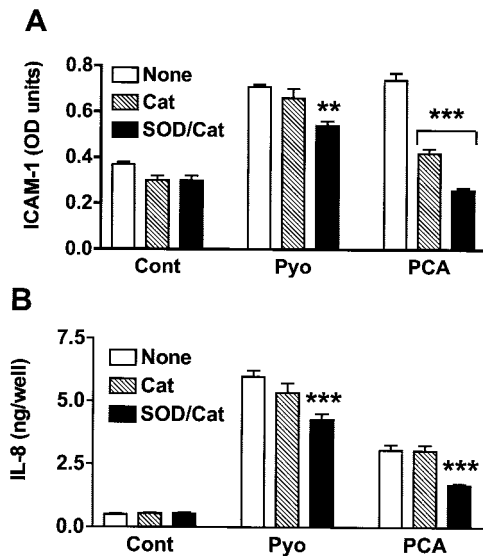 A
ICAM-1 (OD units)
0.8
0.6
0.4
0.2
0.0
None
Cat
SOD/Cat
**
***
Cont Pyo PCA
B
IL-8 (ng/well)
7.5
5.0
2.5
0.0
None
Cat
SOD/Cat
***
***
Cont Pyo PCA